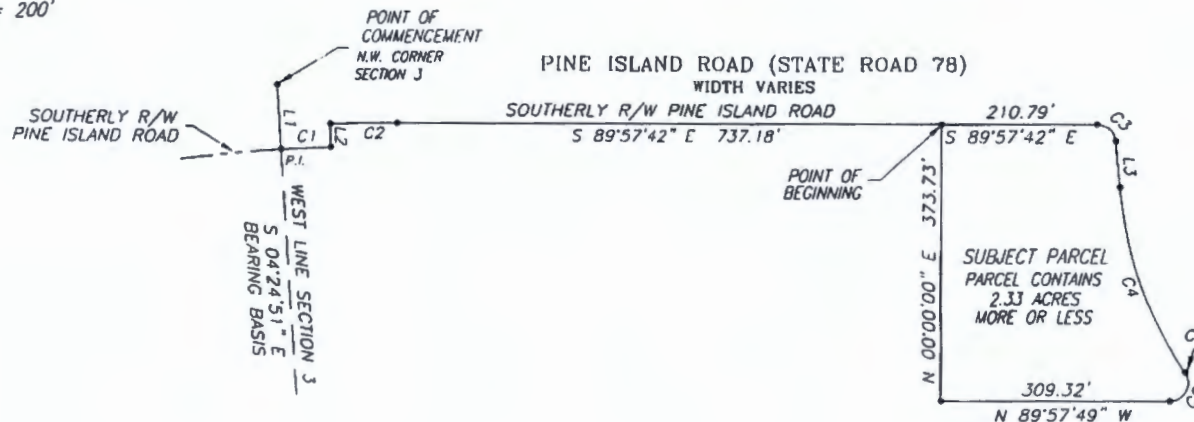 = 200'
POINT OF
COMMENCEMENT
N.W. CORNER
SECTION 3
PINE ISLAND ROAD (STATE ROAD 78)
WIDTH VARIES
SOUTHERLY R/W
PINE ISLAND ROAD
L1
C1
L2
C2
P.I.
SOUTHERLY R/W PINE ISLAND ROAD
S 89°57'42" E 737.18'
210.79'
S 89°57'42" E
C3
L3
POINT OF
BEGINNING
WEST LINE SECTION 3
S 04°24'51" E
BEARING BASIS
N 00°00'00" E 373.73'
SUBJECT PARCEL
PARCEL CONTAINS
2.33 ACRES
MORE OR LESS
C4
309.32'
N 89°57'49" W